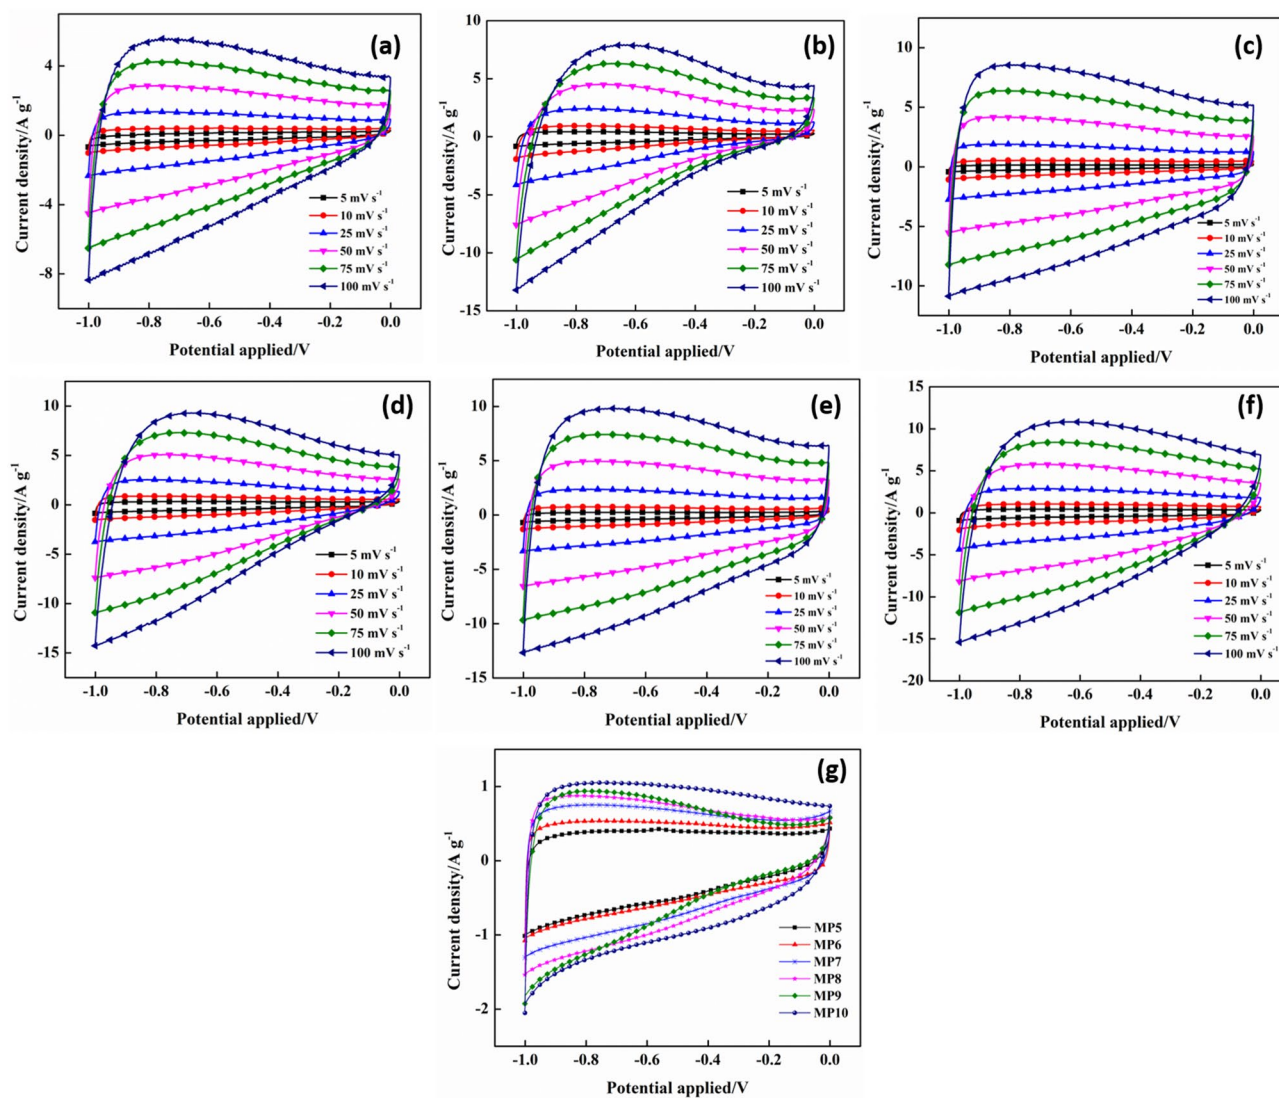 (a)
Current density/A g-1
4
0
-4
-8
5 mV s-1
10 mV s-1
25 mV s-1
50 mV s-1
75 mV s-1
100 mV s-1
-1.0 -0.8 -0.6 -0.4 -0.2 0.0
Potential applied/V
(b)
Current density/A g-1
10
5
0
-5
-10
-15
5 mV s-1
10 mV s-1
25 mV s-1
50 mV s-1
75 mV s-1
100 mV s-1
-1.0 -0.8 -0.6 -0.4 -0.2 0.0
Potential applied/V
(c)
Current density/A g-1
10
5
0
-5
-10
5 mV s-1
10 mV s-1
25 mV s-1
50 mV s-1
75 mV s-1
100 mV s-1
-1.0 -0.8 -0.6 -0.4 -0.2 0.0
Potential applied/V
(d)
Current density/A g-1
10
5
0
-5
-10
-15
5 mV s-1
10 mV s-1
25 mV s-1
50 mV s-1
75 mV s-1
100 mV s-1
-1.0 -0.8 -0.6 -0.4 -0.2 0.0
Potential applied/V
(e)
Current density/A g-1
10
5
0
-5
-10
-15
5 mV s-1
10 mV s-1
25 mV s-1
50 mV s-1
75 mV s-1
100 mV s-1
-1.0 -0.8 -0.6 -0.4 -0.2 0.0
Potential applied/V
(f)
Current density/A g-1
15
10
5
0
-5
-10
-15
-20
5 mV s-1
10 mV s-1
25 mV s-1
50 mV s-1
75 mV s-1
100 mV s-1
-1.0 -0.8 -0.6 -0.4 -0.2 0.0
Potential applied/V
(g)
Current density/A g-1
1
0
-1
-2
MP5
MP6
MP7
MP8
MP9
MP10
-1.0 -0.8 -0.6 -0.4 -0.2 0.0
Potential applied/V